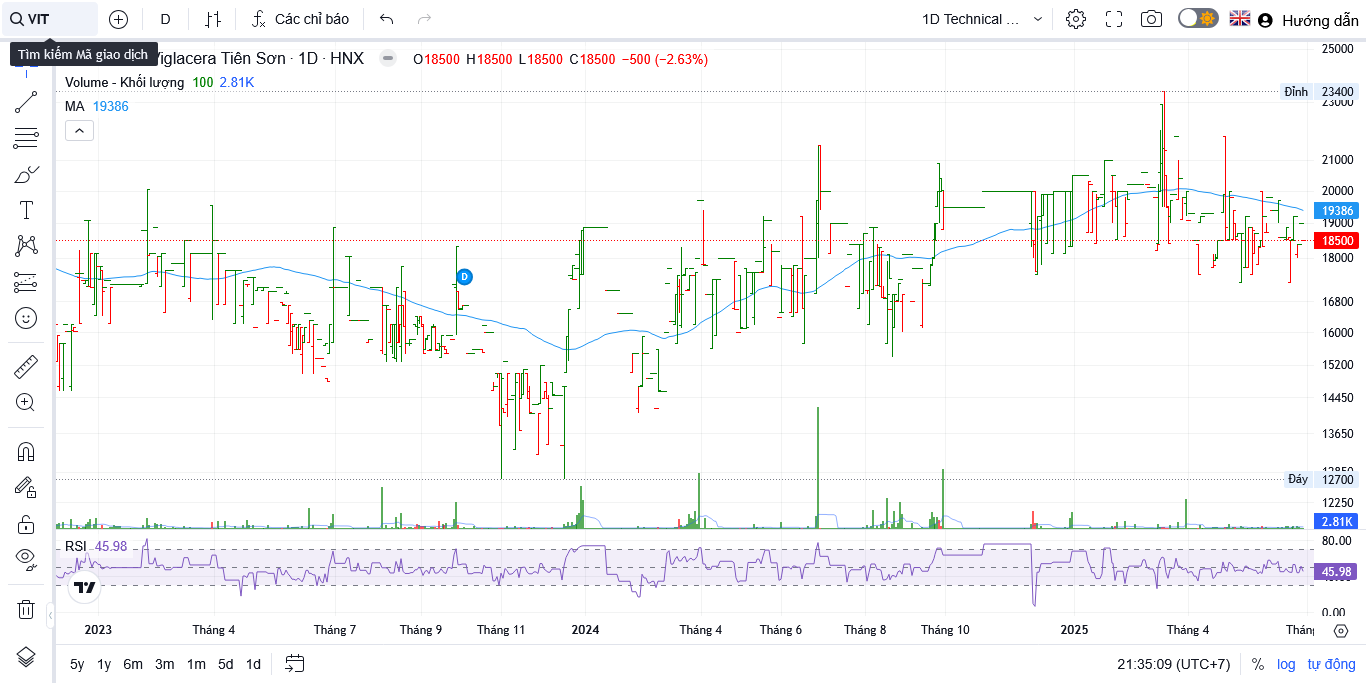 VIT
D
Các chỉ báo
1D Technical ...
Hướng dẫn
Tìm kiếm Mã giao dịch
Viglacera Tiên Sơn · 1D · HNX
O18500 H18500 L18500 C18500 −500 (−2.63%)
Volume - Khối lượng 100 2.81K
MA 19386
25000
Đỉnh 23400
23000
21000
20000
19386
19000
18500
18000
16800
16000
15200
14450
13650
12850
Đáy 12700
12250
2.81K
D
RSI 45.98
80.00
45.98
0.00
2023 Tháng 4 Tháng 7 Tháng 9 Tháng 11 2024 Tháng 4 Tháng 6 Tháng 8 Tháng 10 2025 Tháng 4
5y 1y 6m 3m 1m 5d 1d
21:35:09 (UTC+7) % log tự động